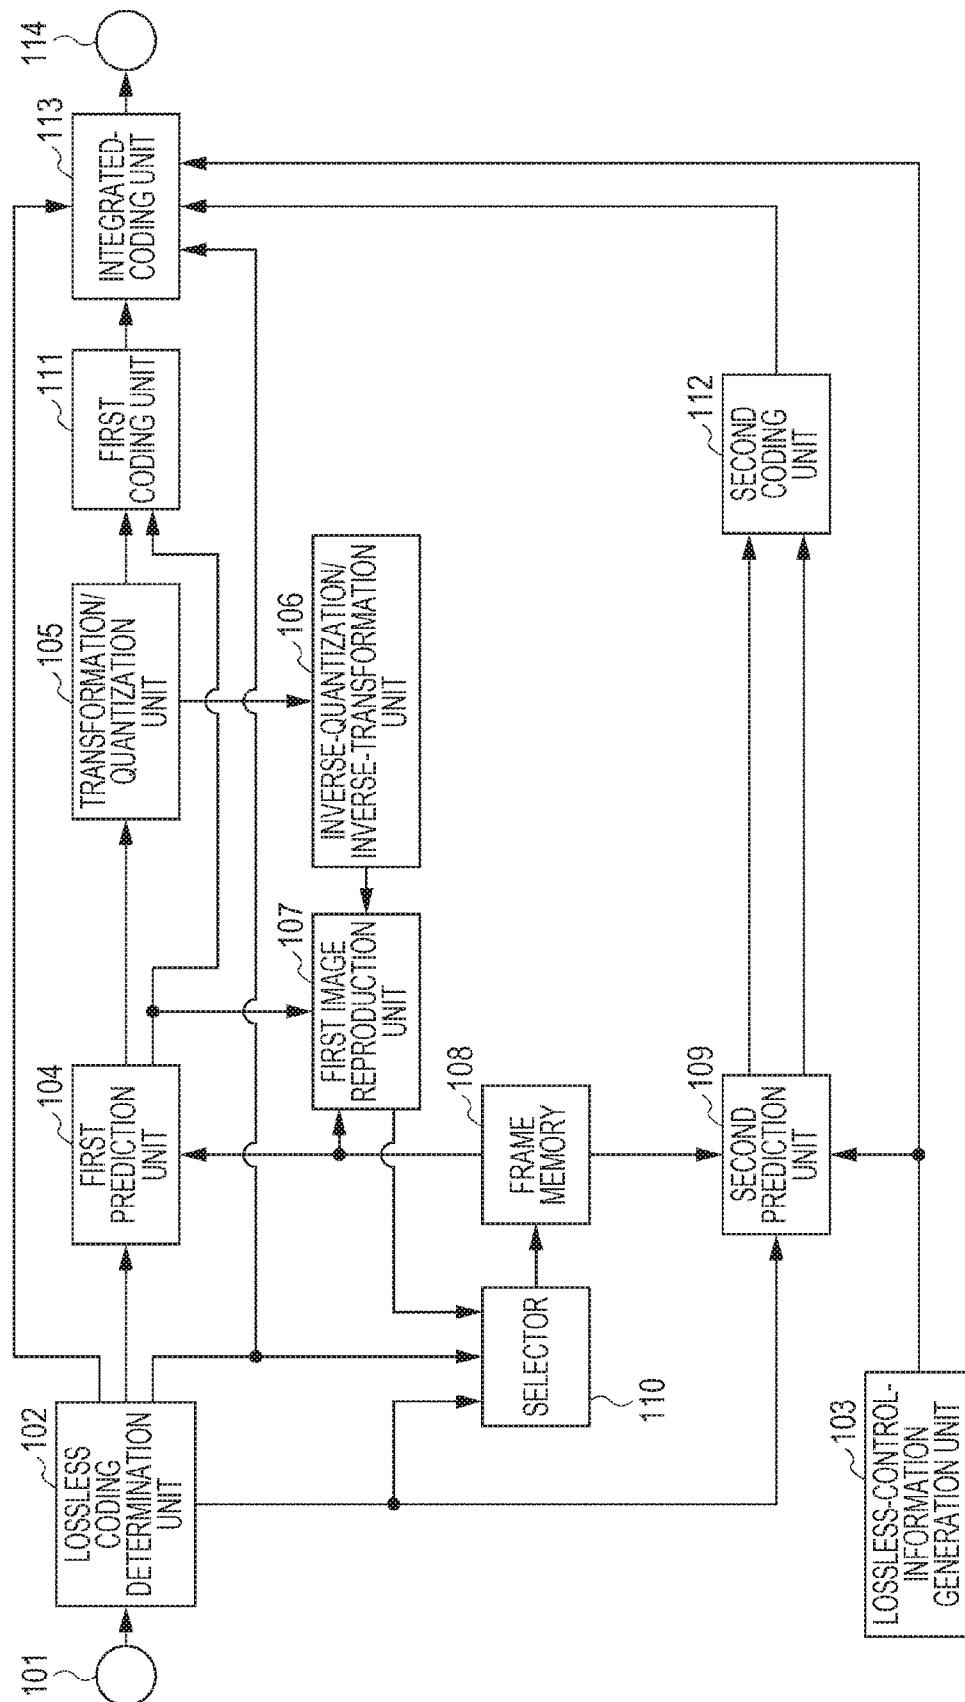 101
102
LOSSLESS
CODING
DETERMINATION
UNIT
104
FIRST
PREDICTION
UNIT
105
TRANSFORMATION/
QUANTIZATION
UNIT
111
FIRST
CODING UNIT
113
INTEGRATED-
CODING UNIT
114
107
FIRST IMAGE
REPRODUCTION
UNIT
106
INVERSE-QUANTIZATION/
INVERSE-TRANSFORMATION
UNIT
SELECTOR
110
108
FRAME
MEMORY
109
SECOND
PREDICTION
UNIT
112
SECOND
CODING
UNIT
103
LOSSLESS-CONTROL-
INFORMATION
GENERATION UNIT